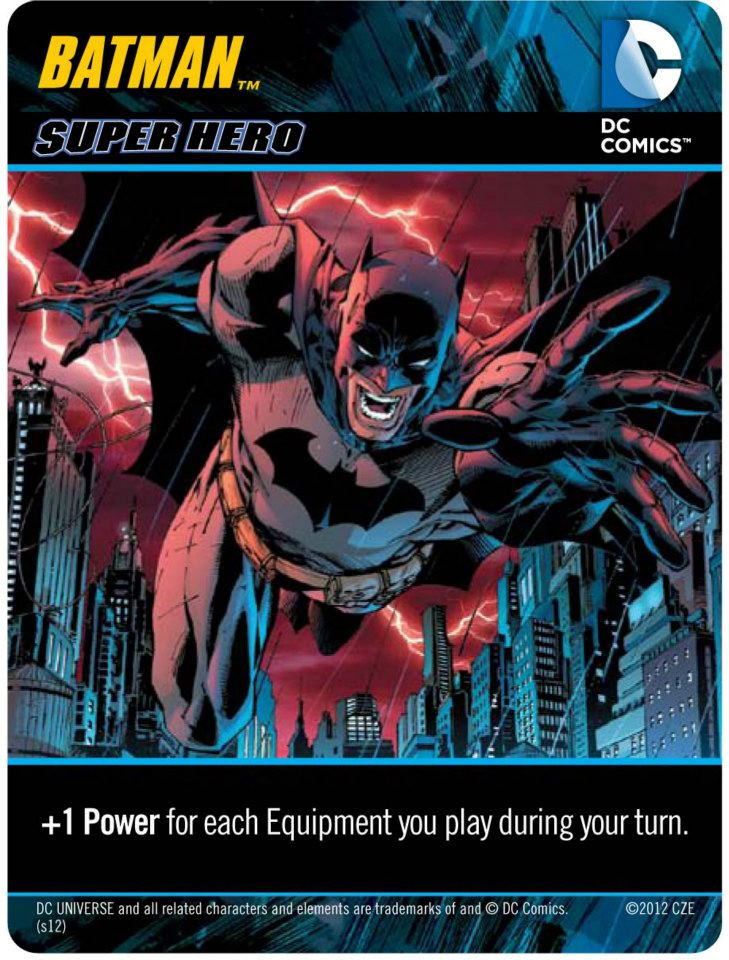 BATMAN™
SUPER HERO
DC
COMICS™
+1 Power for each Equipment you play during your turn.
DC UNIVERSE and all related characters and elements are trademarks of and © DC Comics.
(s12)
©2012 CZE